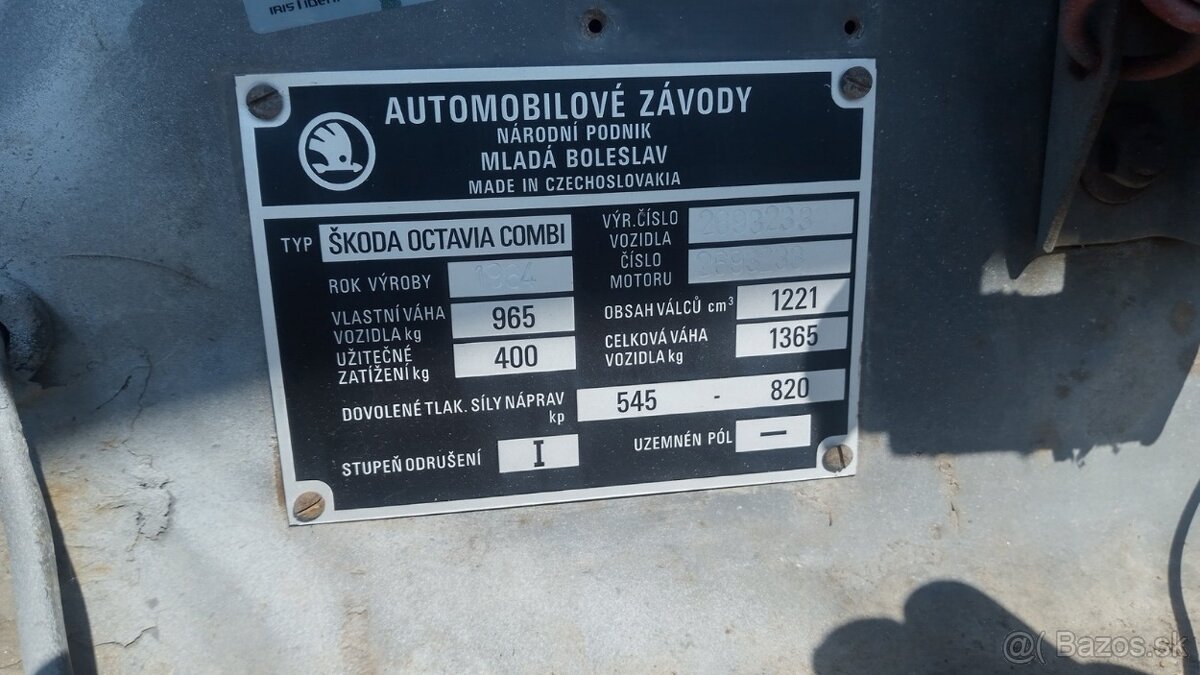 AUTOMOBILOVÉ ZÁVODY
NÁRODNÍ PODNIK
MLADÁ BOLESLAV
MADE IN CZECHOSLOVAKIA
TYP ŠKODA OCTAVIA COMBI
ROK VÝROBY 1964
VLASTNÍ VÁHA
VOZIDLA kg 965
UŽITEČNÉ
ZATÍŽENÍ kg 400
VÝR.ČÍSLO
VOZIDLA
ČÍSLO
MOTORU
OBSAH VÁLCŮ cm³ 1221
CELKOVÁ VÁHA
VOZIDLA kg 1365
DOVOLENÉ TLAK. SÍLY NÁPRAV
kp 545 - 820
STUPEŇ ODRUŠENÍ I
UZEMNĚN PÓL —
@( Bazos.sk